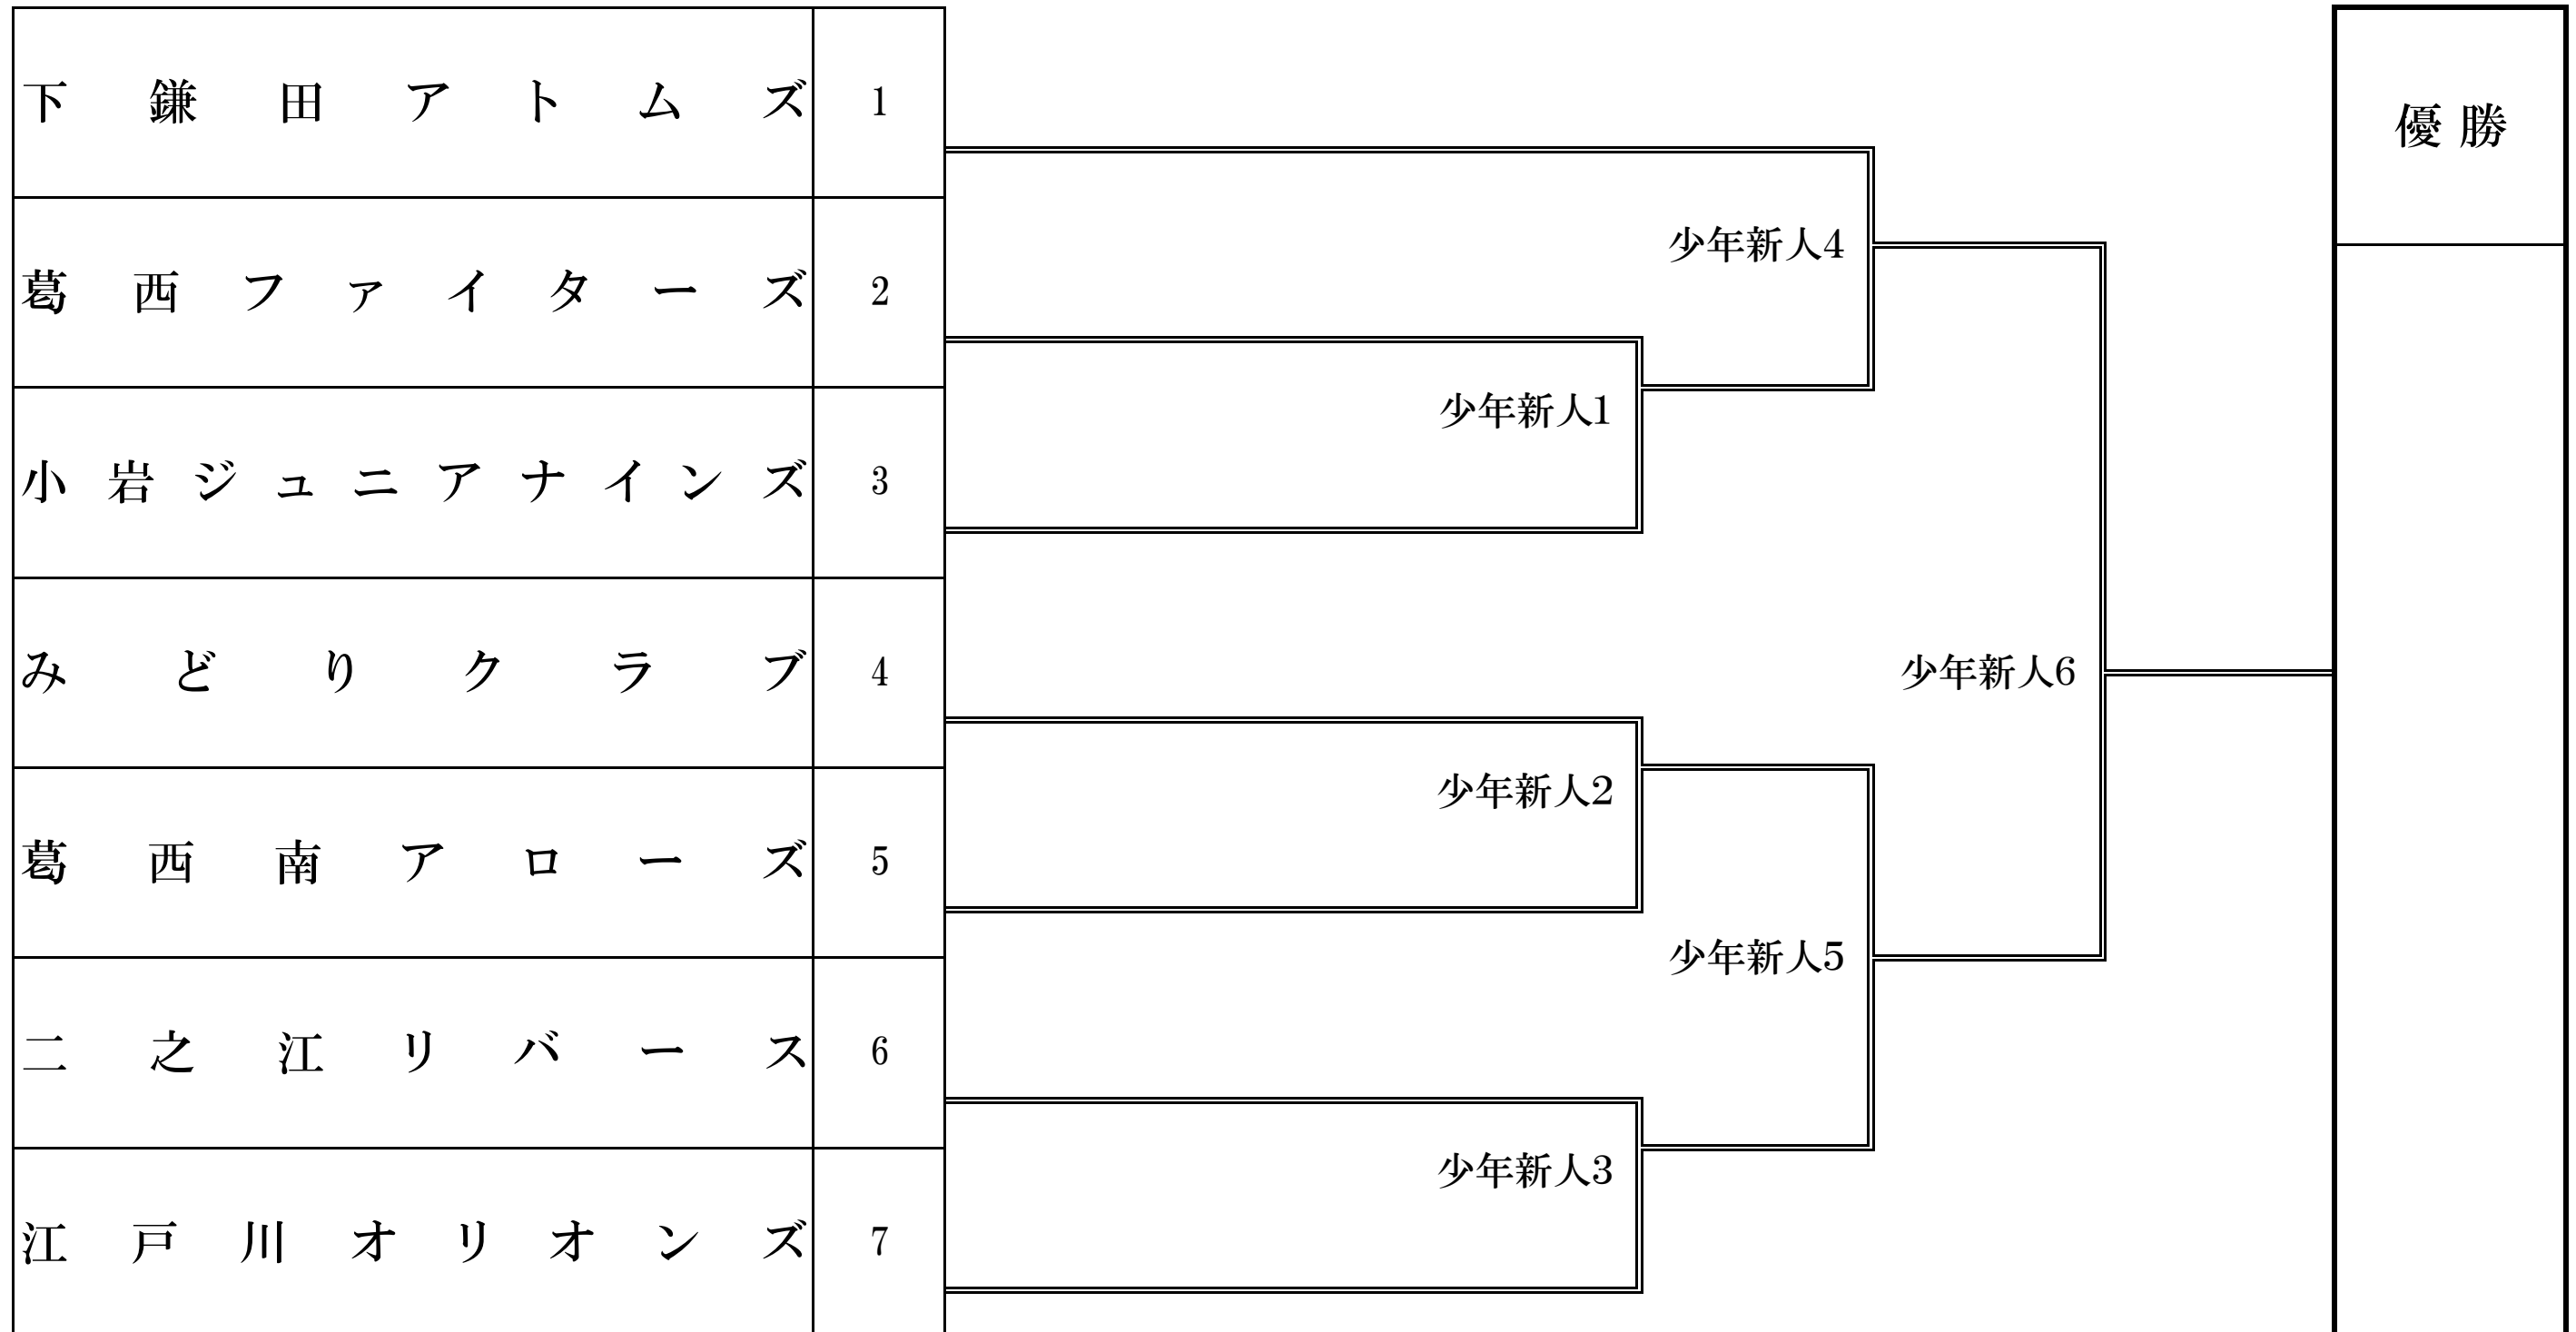 下鎌田アトムズ 1
優勝
少年新人4
葛西ファイターズ 2
少年新人1
小岩ジュニアナインズ 3
みどりクラブ 4
少年新人6
少年新人2
葛西南アローズ 5
少年新人5
二之江リバース 6
少年新人3
江戸川オリオンズ 7